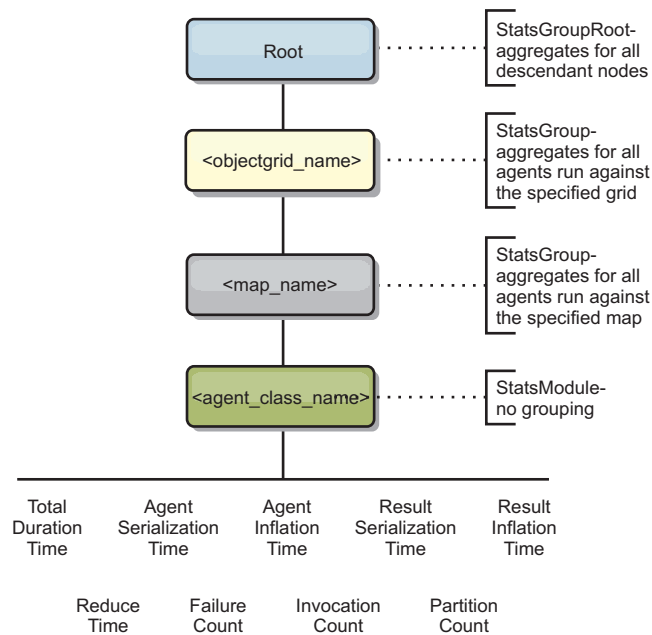 Root
StatsGroupRoot-
aggregates for all
descendant nodes
<objectgrid_name>
StatsGroup-
aggregates for all
agents run against
the specified grid
<map_name>
StatsGroup-
aggregates for all
agents run against
the specified map
<agent_class_name>
StatsModule-
no grouping
Total
Duration
Time
Agent
Serialization
Time
Agent
Inflation
Time
Result
Serialization
Time
Result
Inflation
Time
Reduce
Time
Failure
Count
Invocation
Count
Partition
Count